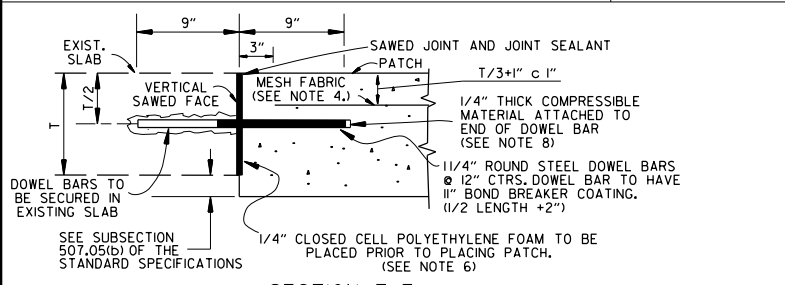 9"
9"
3"
EXIST.
SLAB
SAWED JOINT AND JOINT SEALANT
PATCH
T/3+1" c 1"
VERTICAL
SAWED FACE
MESH FABRIC
(SEE NOTE 4.)
T
T/2
1/4" THICK COMPRESSIBLE
MATERIAL ATTACHED TO
END OF DOWEL BAR
(SEE NOTE 8)
11/4" ROUND STEEL DOWEL BARS
@ 12" CTRS. DOWEL BAR TO HAVE
11" BOND BREAKER COATING.
(1/2 LENGTH +2")
DOWEL BARS TO
BE SECURED IN
EXISTING SLAB
SEE SUBSECTION
507.05(b) OF THE
STANDARD SPECIFICATIONS
1/4" CLOSED CELL POLYETHYLENE FOAM TO BE
PLACED PRIOR TO PLACING PATCH.
(SEE NOTE 6)